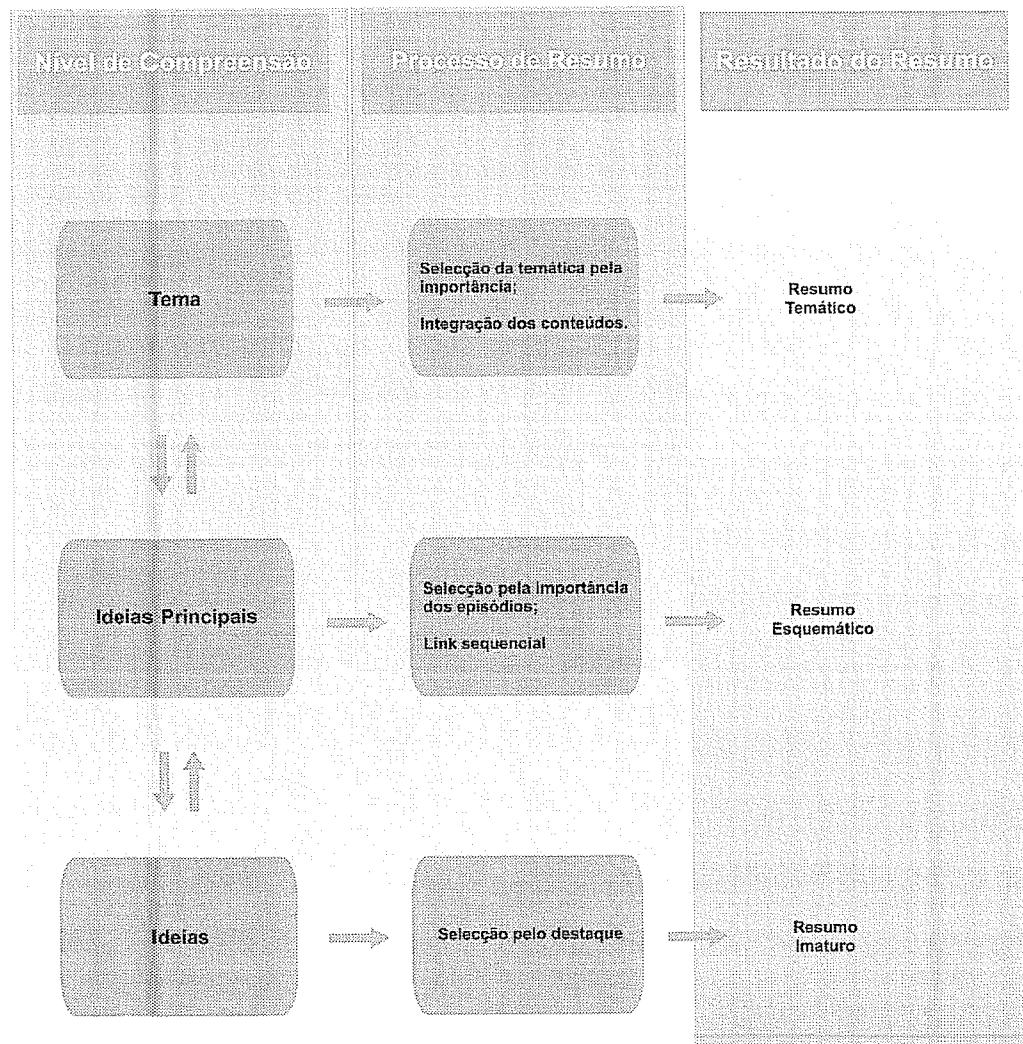 Nível de Compreensão
Processo de Resumo
Resultado do Resumo
Tema
Selecção da temática pela
importância;
Integração dos conteúdos.
Resumo
Temático
Ideias Principais
Selecção pela importância
dos episódios;
Link sequencial
Resumo
Esquemático
Ideias
Selecção pelo destaque
Resumo
Imaturo